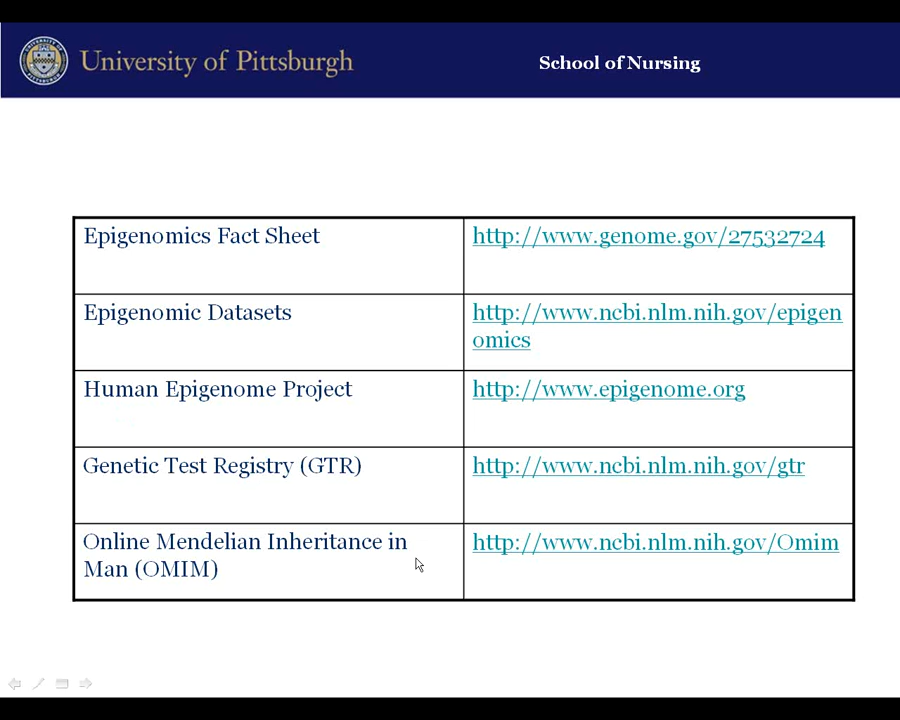 University of Pittsburgh
School of Nursing
Epigenomics Fact Sheet
http://www.genome.gov/27532724
Epigenomic Datasets
http://www.ncbi.nlm.nih.gov/epigen
omics
Human Epigenome Project
http://www.epigenome.org
Genetic Test Registry (GTR)
http://www.ncbi.nlm.nih.gov/gtr
Online Mendelian Inheritance in
Man (OMIM)
http://www.ncbi.nlm.nih.gov/Omim